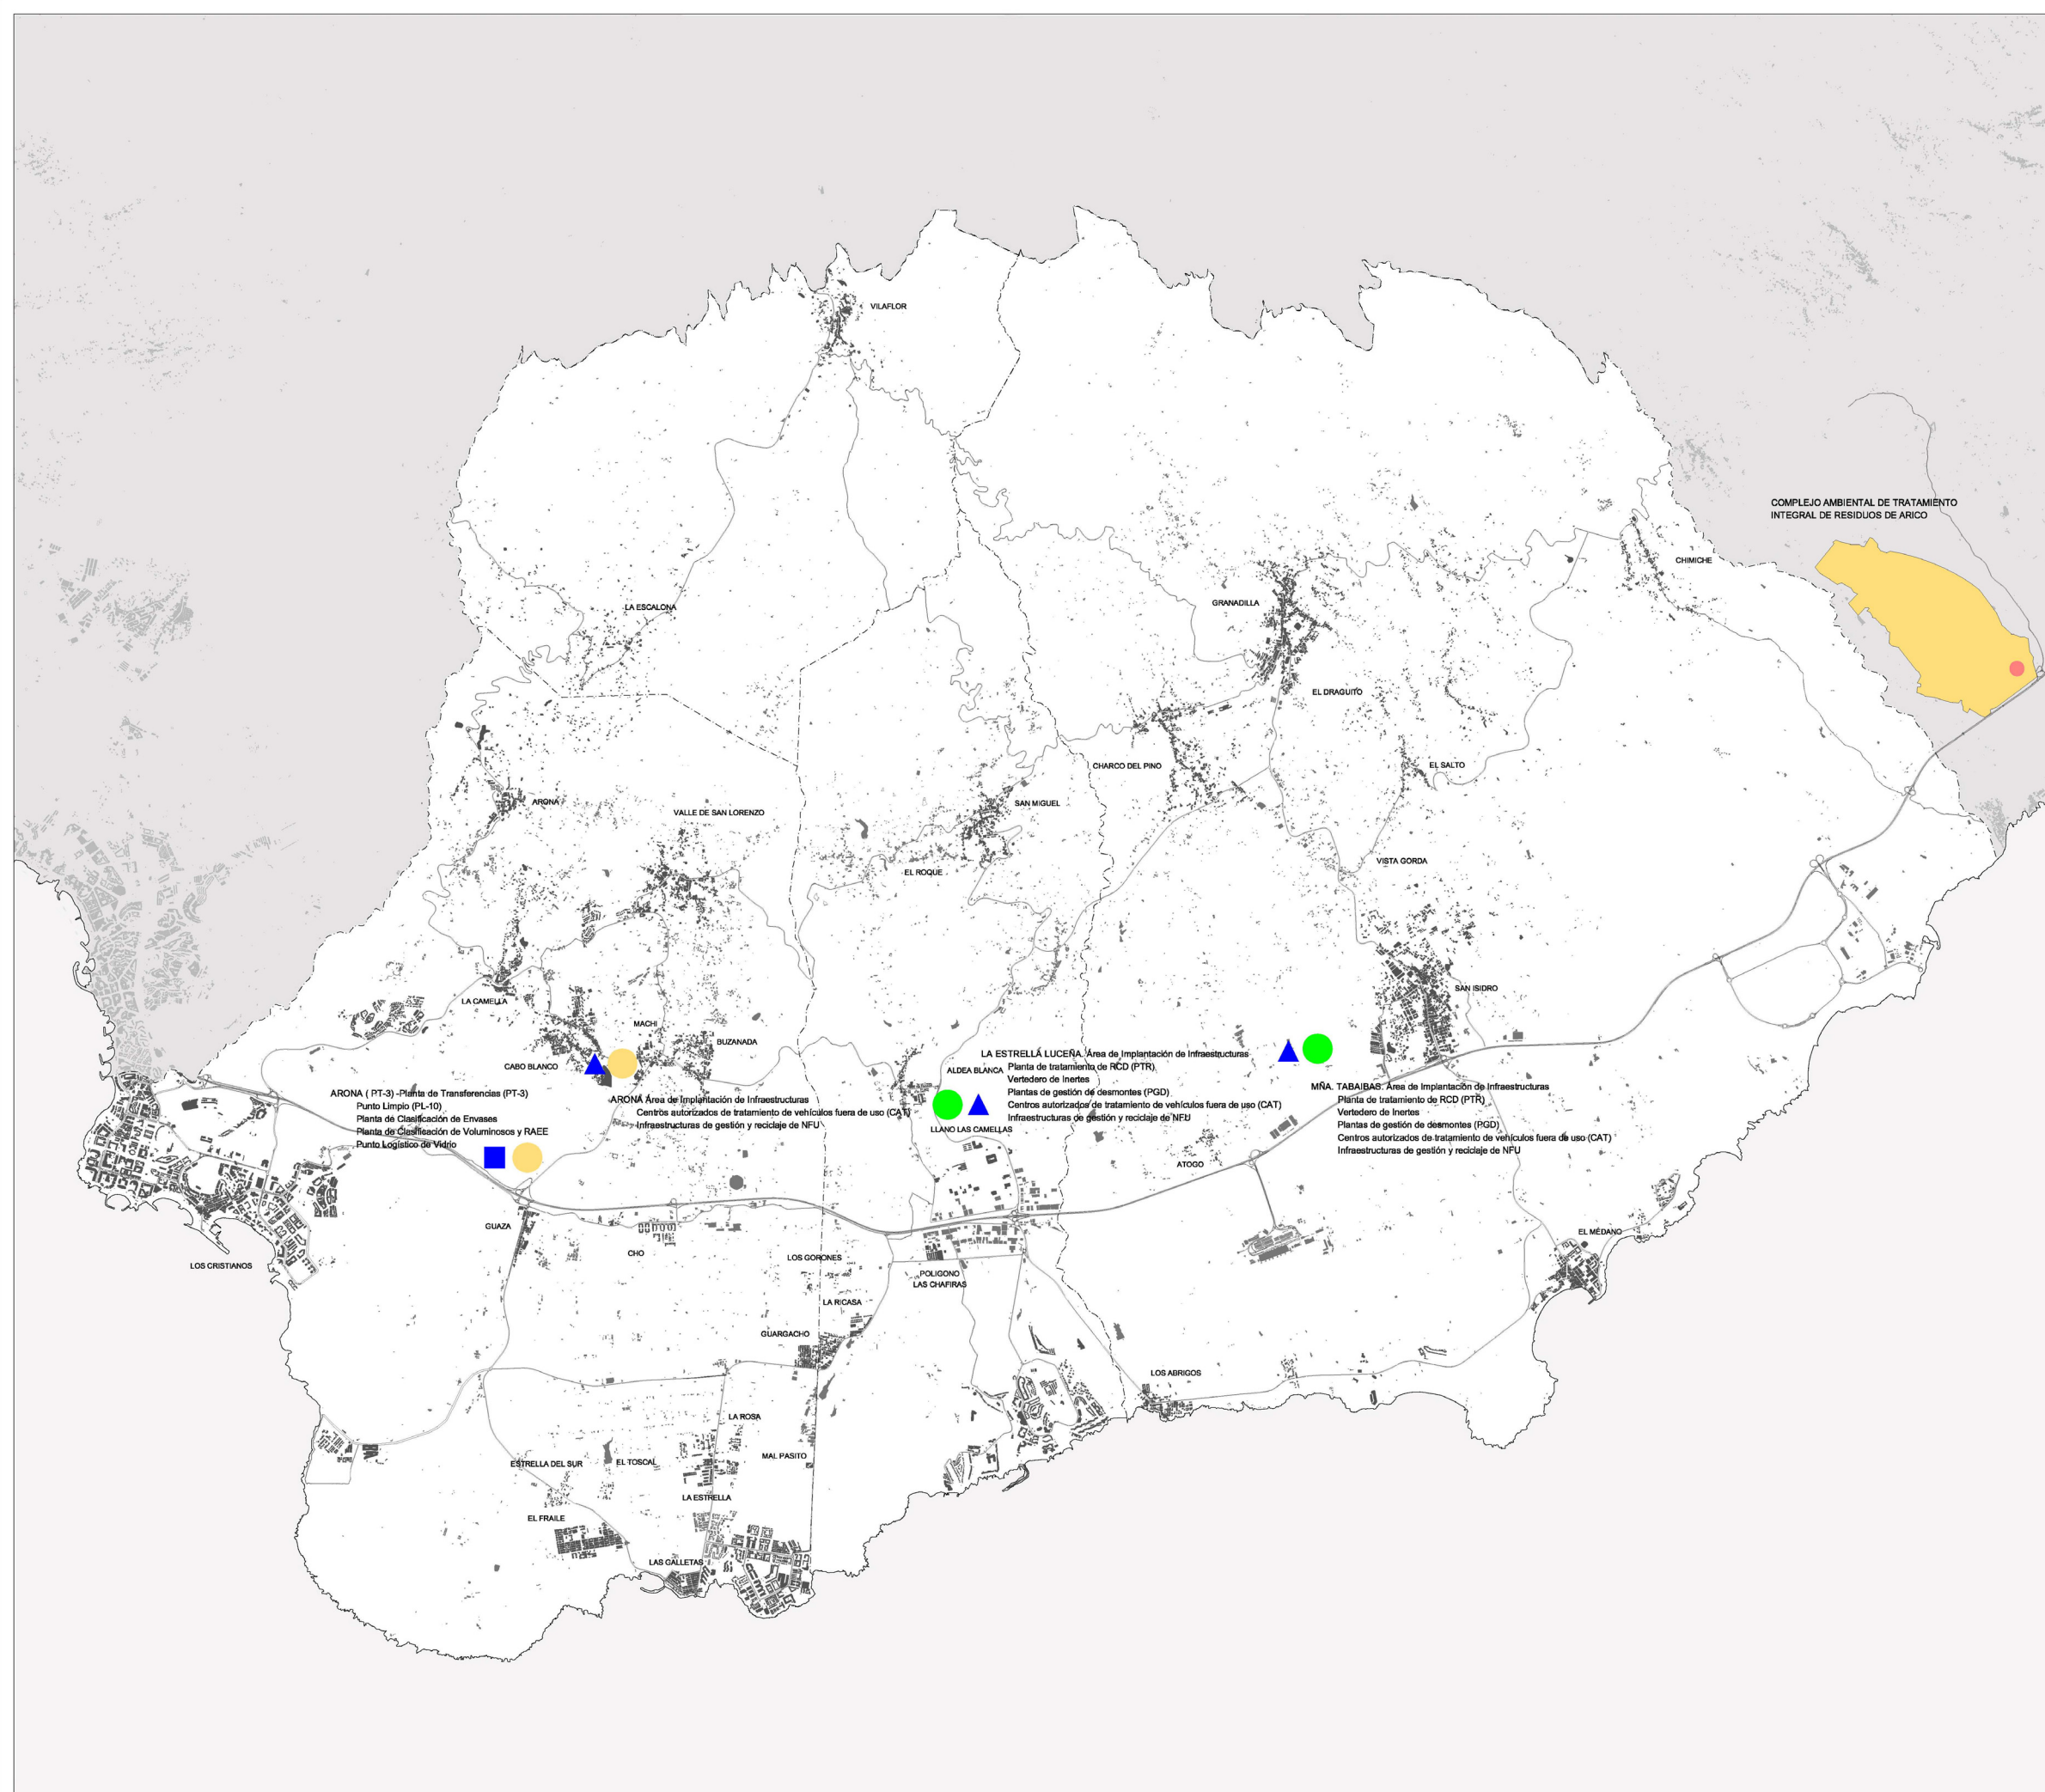 VILAFLOR
COMPLEJO AMBIENTAL DE TRATAMIENTO
INTEGRAL DE RESIDUOS DE ARICO
CHIMICHE
LA ESCALONA
GRANADILLA
EL DRAGUITO
CHARCO DEL PINO
EL SALTO
ARONA
VALLE DE SAN LORENZO
SAN MIGUEL
EL ROQUE
VISTA GORDA
LA CAMELLA
SAN ISIDRO
MACHI
BUZANADA
CABO BLANCO
ALDEA BLANCA
LA ESTRELLA LUCEÑA. Área de Implantación de Infraestructuras
Planta de tratamiento de RCD (PTR)
Vertedero de Inertes
Plantas de gestión de desmontes (PGD)
Centros autorizados de tratamiento de vehículos fuera de uso (CAT)
Infraestructuras de gestión y reciclaje de NFU
LLANO LAS CAMELLAS
ARONA ( PT-3) -Planta de Transferencias (PT-3)
Punto Limpio (PL-10)
Planta de Clasificación de Envases
Planta de Clasificación de Voluminosos y RAEE
Punto Logístico de Vidrio
ARONA Área de Implantación de Infraestructuras
Centros autorizados de tratamiento de vehículos fuera de uso (CAT)
Infraestructuras de gestión y reciclaje de NFU
MÑA. TABAIBAS. Área de Implantación de Infraestructuras
Planta de tratamiento de RCD (PTR)
Vertedero de Inertes
Plantas de gestión de desmontes (PGD)
Centros autorizados de tratamiento de vehículos fuera de uso (CAT)
Infraestructuras de gestión y reciclaje de NFU
ATOGO
GUAZA
CHO
LOS GORONES
EL MÉDANO
LOS CRISTIANOS
POLIGONO
LAS CHAFIRAS
LA RICASA
GUARGACHO
LOS ABRIGOS
LA ROSA
MAL PASITO
ESTRELLA DEL SUR
EL TOSCAL
LA ESTRELLA
EL FRAILE
LAS GALLETAS